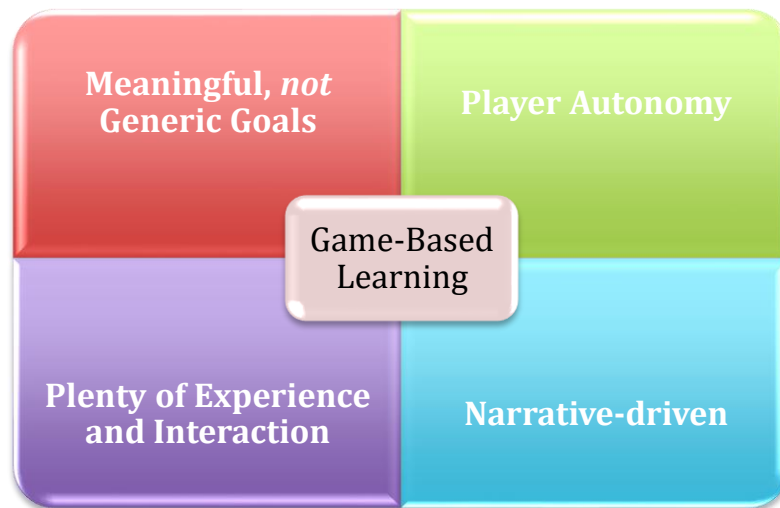 Meaningful, not
Generic Goals
Player Autonomy
Game-Based
Learning
Plenty of Experience
and Interaction
Narrative-driven